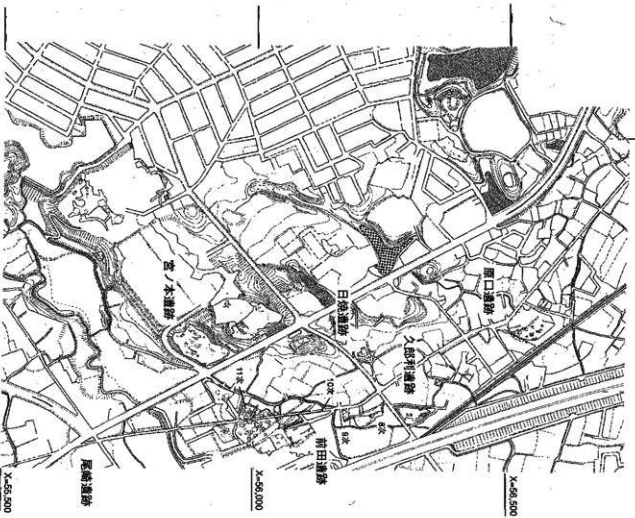 原口遺跡
久郎利遺跡
日焼遺跡
宮ノ本遺跡
8次
9次
10次
11次
前田遺跡
尾崎遺跡
X=56,500
X=56,000
X=55,500